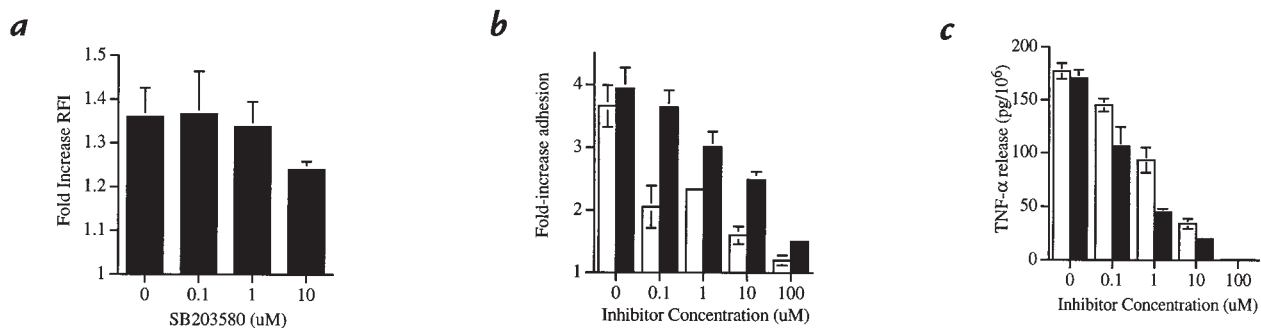 a
Fold Increase RFI
1.5
1.4
1.3
1.2
1.1
1
0 0.1 1 10
SB203580 (uM)
b
Fold-increase adhesion
4
3
2
1
0 0.1 1 10 100
Inhibitor Concentration (uM)
c
TNF-α release (pg/10⁶)
200
150
100
50
0
0 0.1 1 10 100
Inhibitor Concentration (uM)